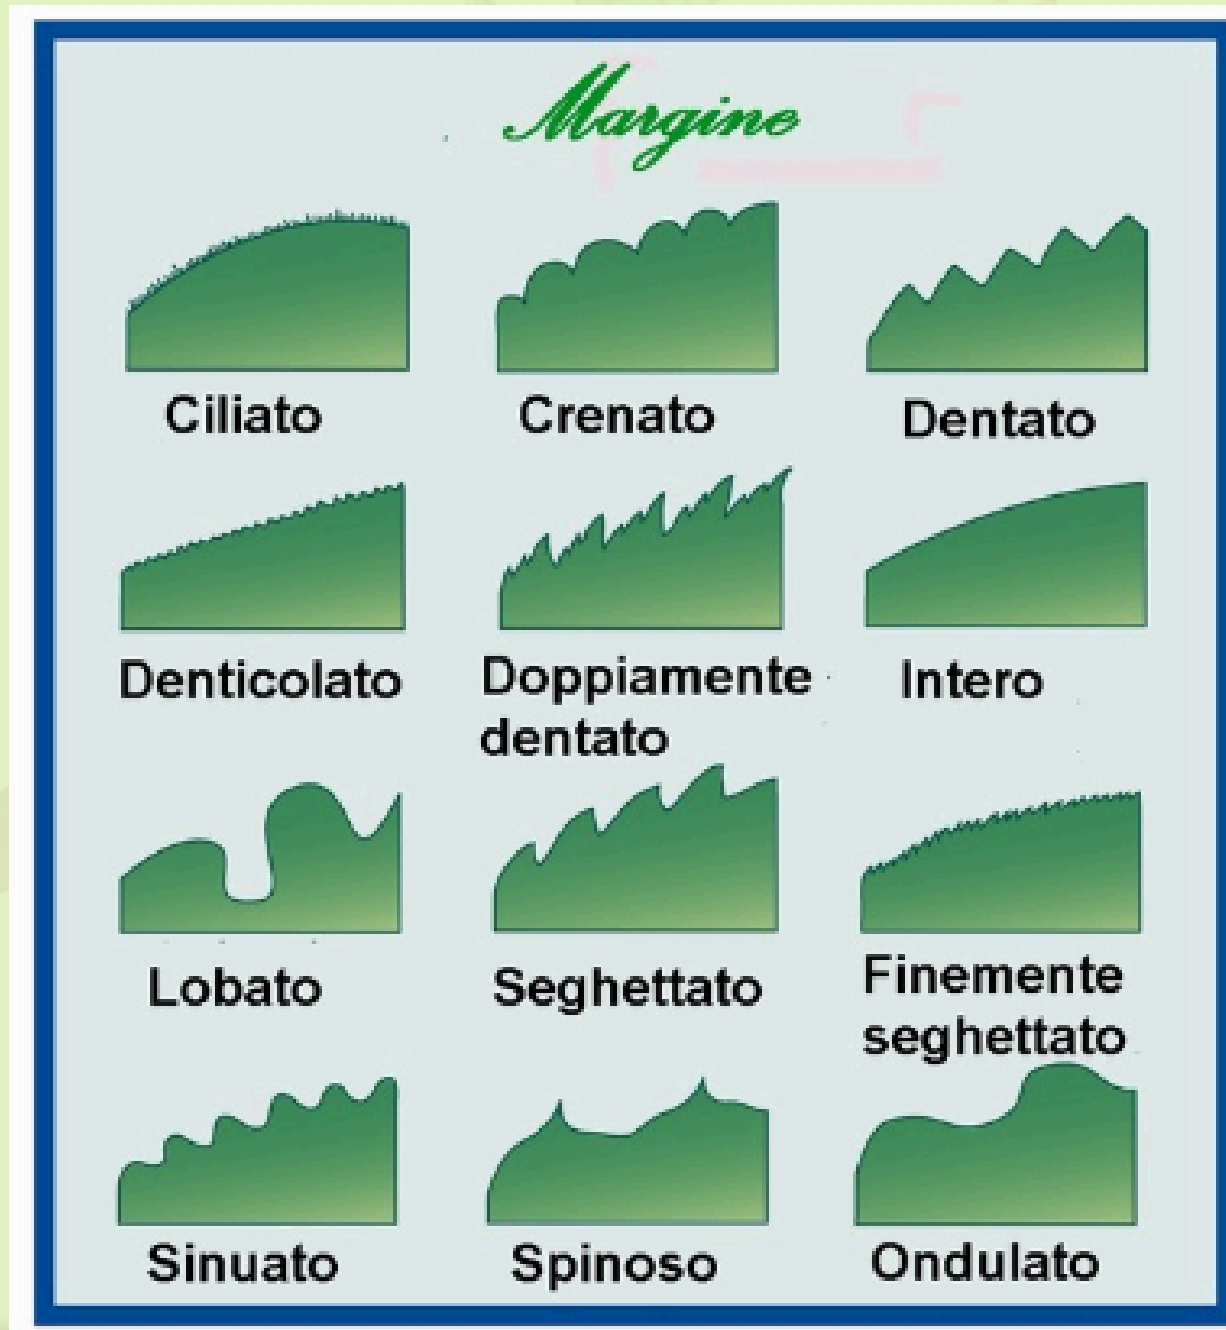 Margine
Ciliato
Crenato
Dentato
Denticolato
Doppiamente
dentato
Intero
Lobato
Seghettato
Finemente
seghettato
Sinuato
Spinoso
Ondulato